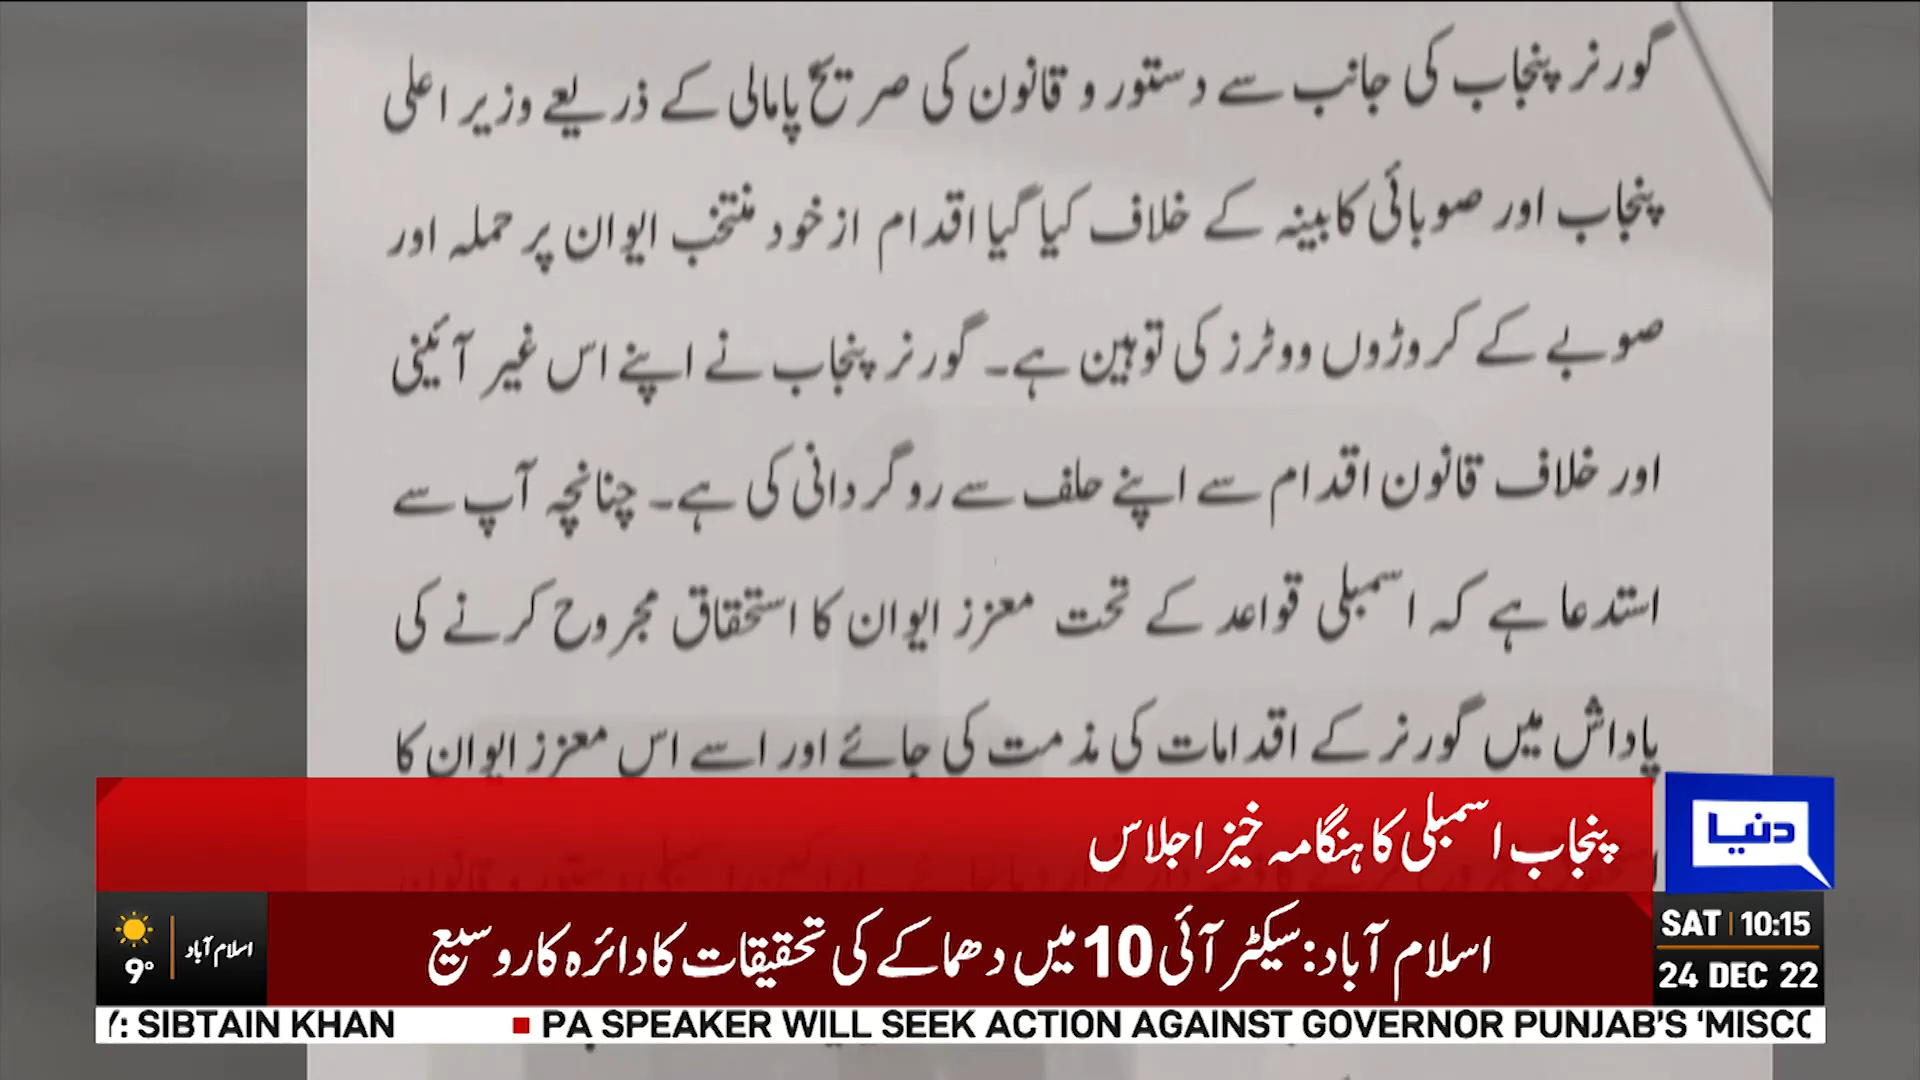 گورنر پنجاب کی جانب سے دستور و قانون کی صریح پامالی کے ذریعے وزیر اعلی
پنجاب اور صوبائی کابینہ کے خلاف کیا گیا اقدام از خود منتخب ایوان پر حملہ اور
صوبے کے کروڑوں ووٹرز کی توہین ہے۔ گورنر پنجاب نے اپنے اس غیر آئینی
اور خلاف قانون اقدام سے اپنے حلف سے روگردانی کی ہے۔ چنانچہ آپ سے
استدعا ہے کہ اسمبلی قواعد کے تحت معزز ایوان کا استحقاق مجروح کرنے کی
پاداش میں گورنر کے اقدامات کی مذمت کی جائے اور اسے اس معزز ایوان کا
پنجاب اسمبلی کا ہنگامہ خیز اجلاس
دنیا
اسلام آباد: سیکٹر آئی 10 میں دھماکے کی تحقیقات کا دائرہ کار وسیع
اسلام آباد
9°
SAT 10:15
24 DEC 22
Y: SIBTAIN KHAN ■ PA SPEAKER WILL SEEK ACTION AGAINST GOVERNOR PUNJAB'S 'MISCO